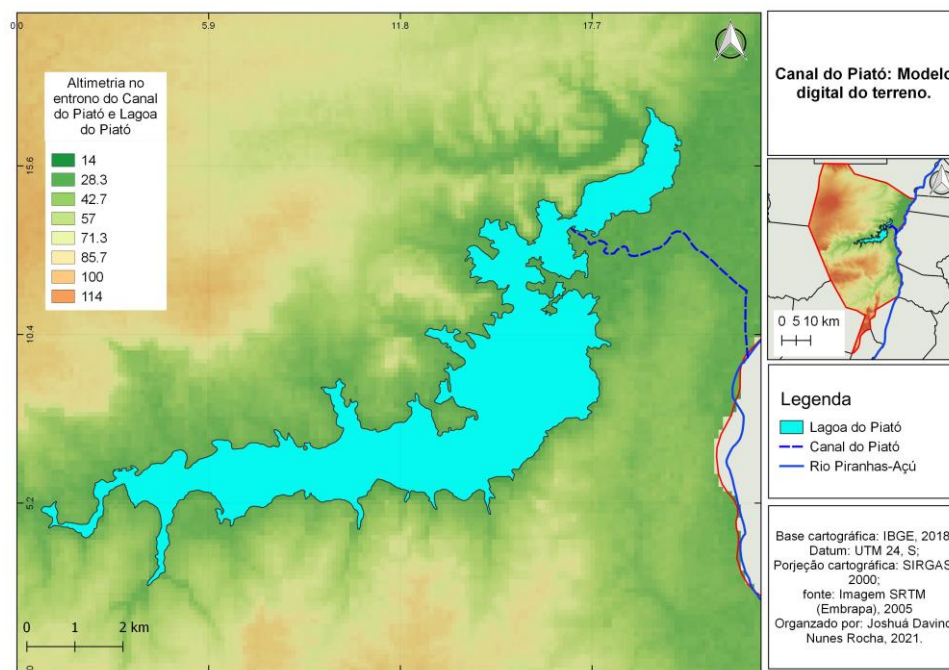 0.0
5.9
11.8
17.7
15.6
10.4
5.2
0
Altimetria no
entrono do Canal
do Piató e Lagoa
do Piató
14
28.3
42.7
57
71.3
85.7
100
114
0 1 2 km
Canal do Piató: Modelo
digital do terreno.
0 5 10 km
Legenda
Lagoa do Piató
Canal do Piató
Rio Piranhas-Açú
Base cartográfica: IBGE, 2018
Datum: UTM 24, S;
Porjeção cartográfica: SIRGAS
2000;
fonte: Imagem SRTM
(Embrapa), 2005
Organzado por: Joshuá Davino
Nunes Rocha, 2021.